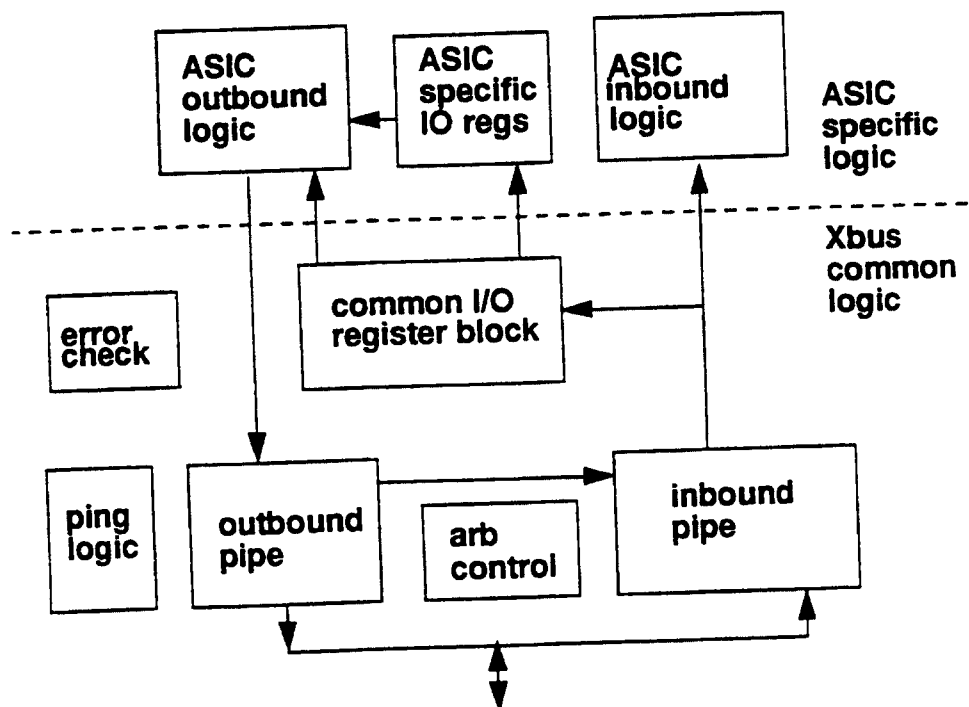 ASIC
outbound
logic
ASIC
specific
IO regs
ASIC
inbound
logic
ASIC
specific
logic
Xbus
common
logic
common I/O
register block
error
check
ping
logic
outbound
pipe
arb
control
inbound
pipe